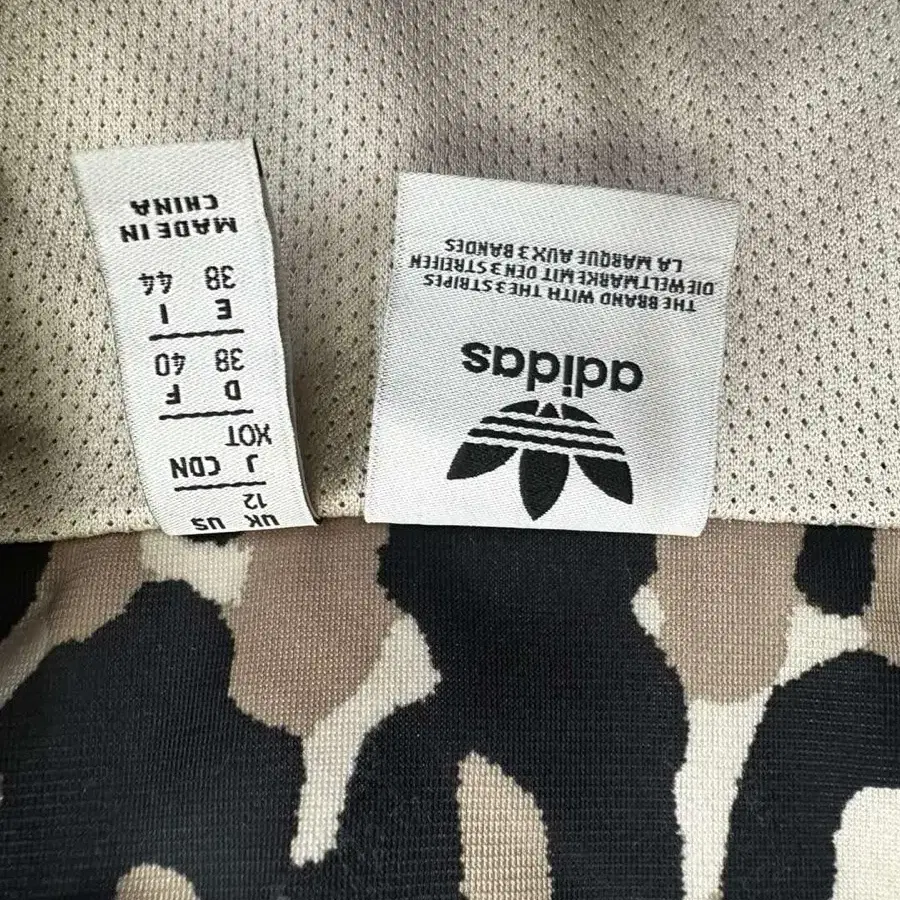 UK US
12
J CDN
XOT
D F
38 40
E I
38 44
MADE IN
CHINA
adidas
THE BRAND WITH THE 3 STRIPES
DIE WELTMARKE MIT DEN 3 STREIFEN
LA MARQUE AUX 3 BANDES